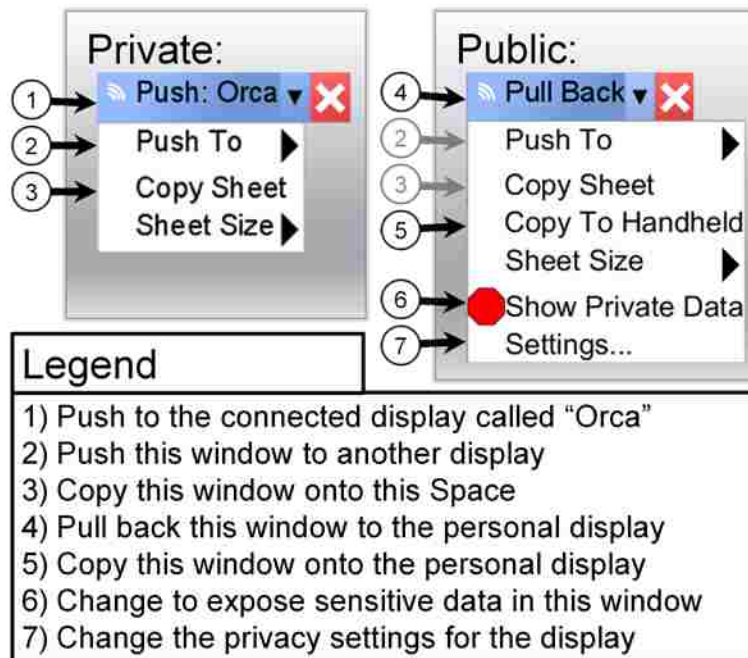 Private:
1 Push: Orca
2 Push To
3 Copy Sheet
Sheet Size
Public:
4 Pull Back
2 Push To
3 Copy Sheet
5 Copy To Handheld
Sheet Size
6 Show Private Data
7 Settings...
Legend
1) Push to the connected display called “Orca”
2) Push this window to another display
3) Copy this window onto this Space
4) Pull back this window to the personal display
5) Copy this window onto the personal display
6) Change to expose sensitive data in this window
7) Change the privacy settings for the display